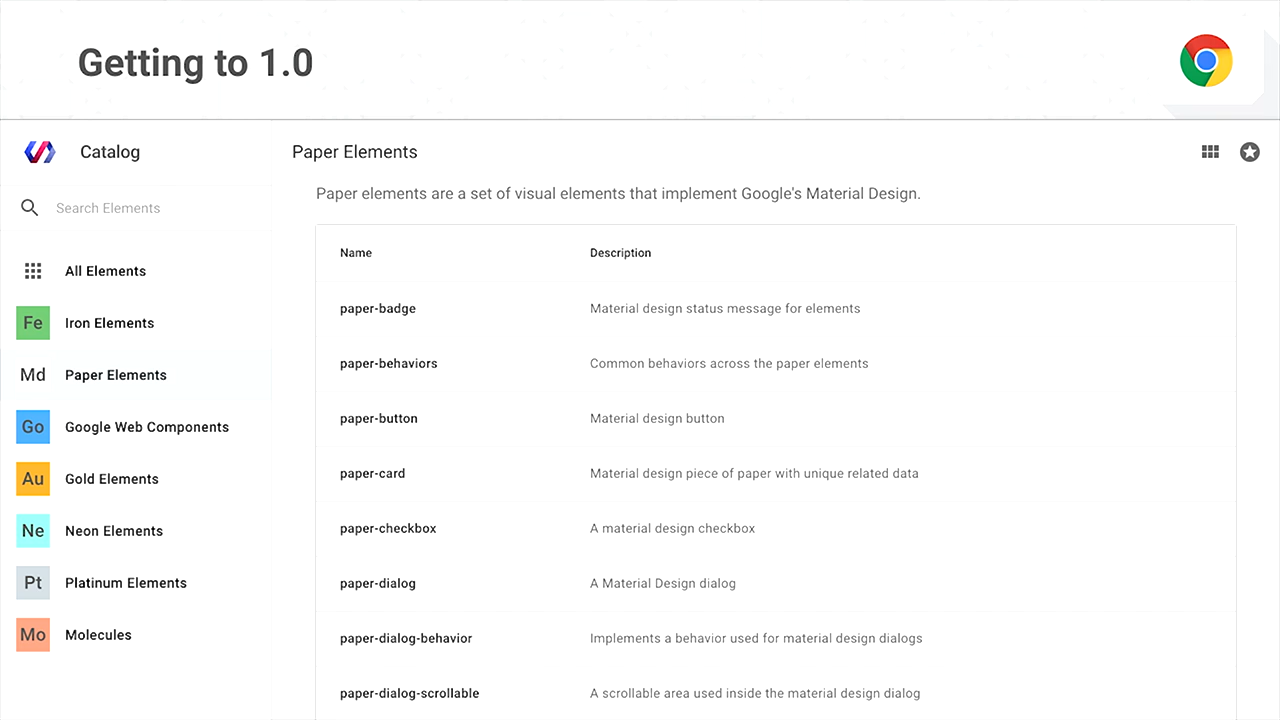 Getting to 1.0
Catalog
Search Elements
All Elements
Fe Iron Elements
Md Paper Elements
Go Google Web Components
Au Gold Elements
Ne Neon Elements
Pt Platinum Elements
Mo Molecules
Paper Elements
Paper elements are a set of visual elements that implement Google's Material Design.
Name Description
paper-badge Material design status message for elements
paper-behaviors Common behaviors across the paper elements
paper-button Material design button
paper-card Material design piece of paper with unique related data
paper-checkbox A material design checkbox
paper-dialog A Material Design dialog
paper-dialog-behavior Implements a behavior used for material design dialogs
paper-dialog-scrollable A scrollable area used inside the material design dialog